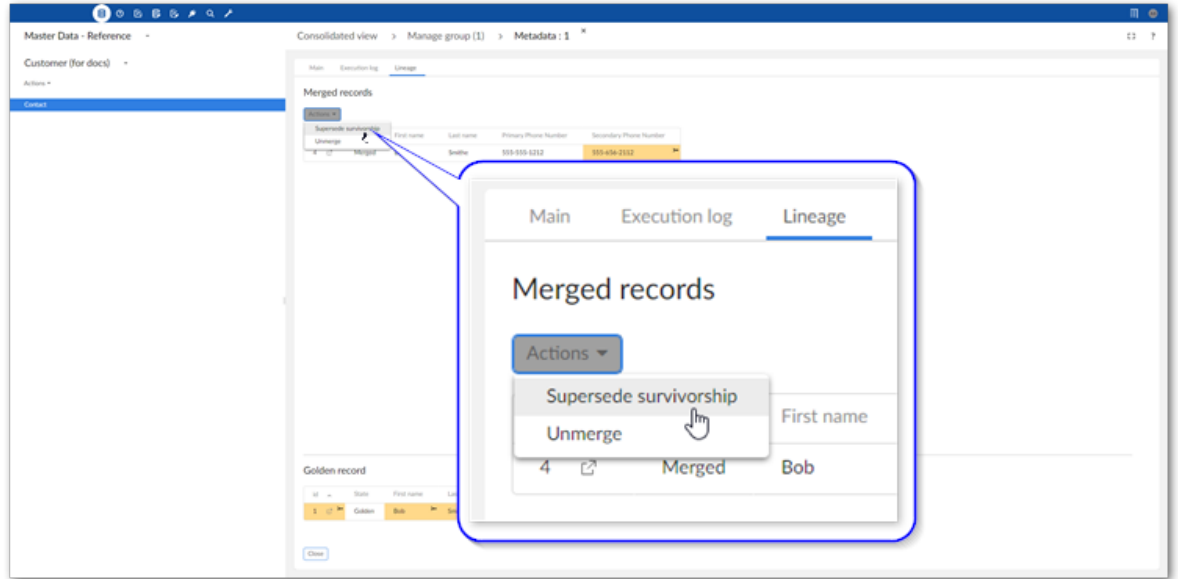 Master Data - Reference
Consolidated view > Manage group (1) > Metadata : 1 ×
?
Customer (for docs)
Actions
Contact
Main Execution log Lineage
Merged records
Actions
Supersede survivorship
Unmerge
First name Last name Primary Phone Number Secondary Phone Number
4 Merged Smithe 555-555-1212 555-656-2112
Main Execution log Lineage
Merged records
Actions
Supersede survivorship
Unmerge
First name
4 Merged Bob
Golden record
id State First name
1 Golden Bob
Close